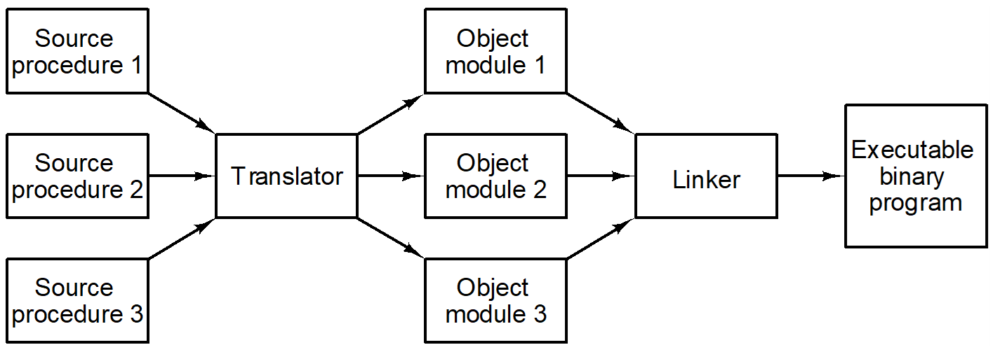 Source
procedure 1
Object
module 1
Source
procedure 2
Translator
Object
module 2
Linker
Executable
binary
program
Source
procedure 3
Object
module 3